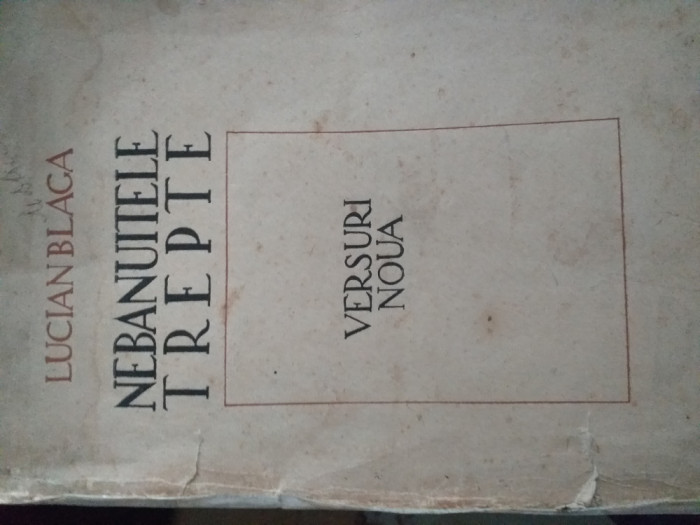 LUCIAN BLAGA
NEBANUITELE
TREPTE
VERSURI
NOUA